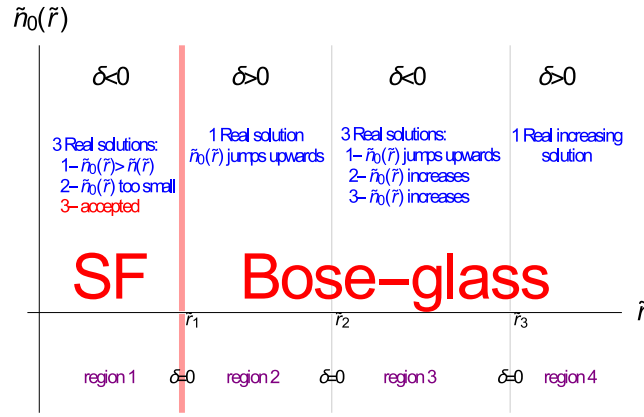 ñ₀(r̃)
δ<0
δ>0
δ<0
δ>0
3 Real solutions:
1– ñ₀(r̃)> ñ(r̃)
2– ñ₀(r̃) too small
3– accepted
1 Real solution
ñ₀(r̃) jumps upwards
3 Real solutions:
1– ñ₀(r̃) jumps upwards
2– ñ₀(r̃) increases
3– ñ₀(r̃) increases
1 Real increasing
solution
SF
Bose–glass
r̃₁
r̃₂
r̃₃
r̃
region 1
δ=0
region 2
δ=0
region 3
δ=0
region 4